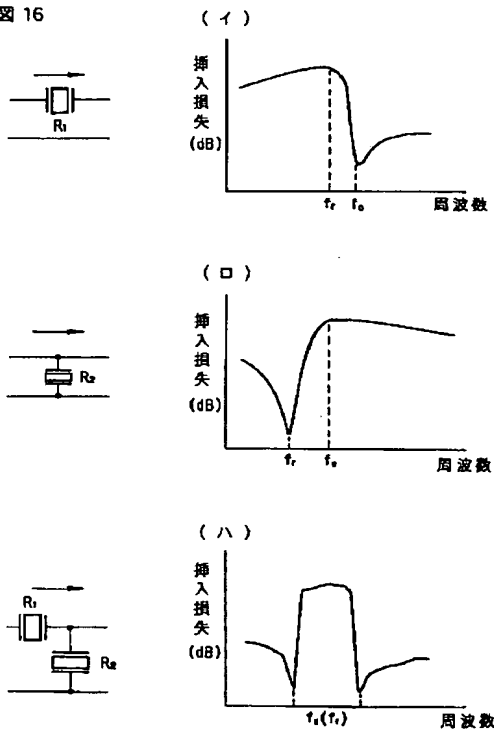 図 16
(イ)
挿入損失
(dB)
R₁
fr fa
周波数
(ロ)
挿入損失
(dB)
R₂
fr fa
周波数
(ハ)
挿入損失
(dB)
R₁
R₂
fa(fr)
周波数